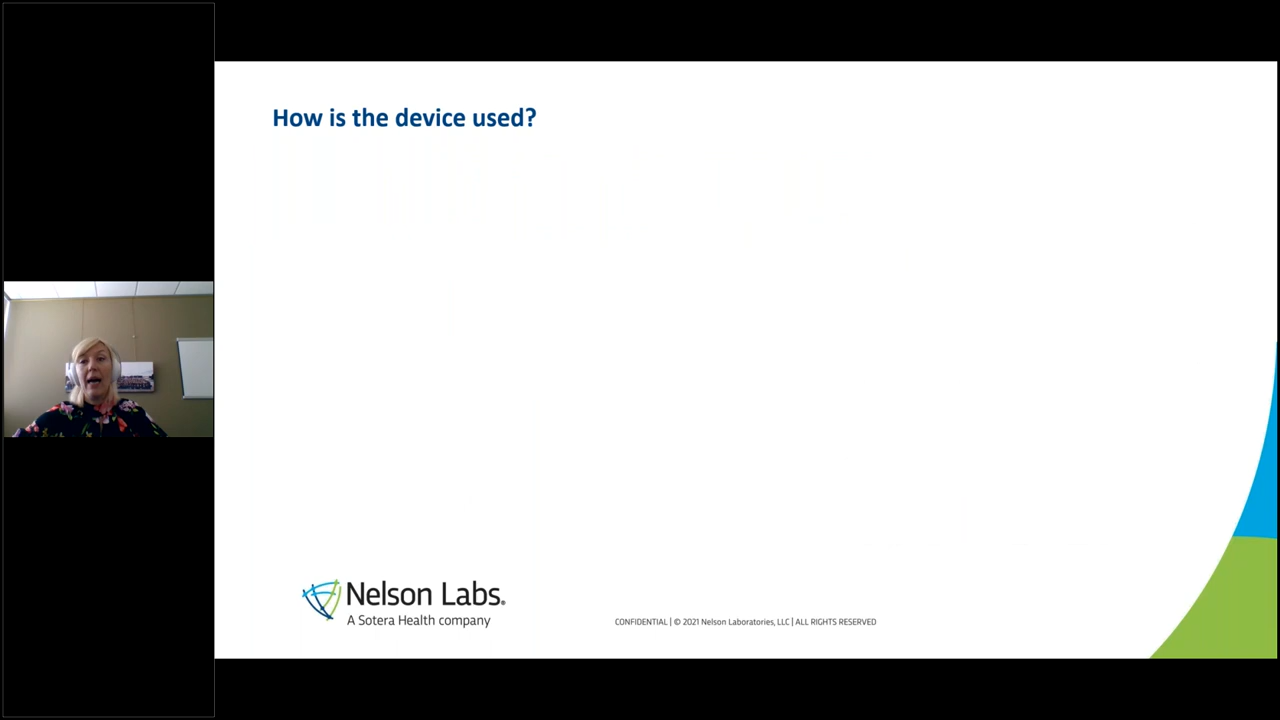 How is the device used?
Nelson Labs®
A Sotera Health company
CONFIDENTIAL | © 2021 Nelson Laboratories, LLC | ALL RIGHTS RESERVED